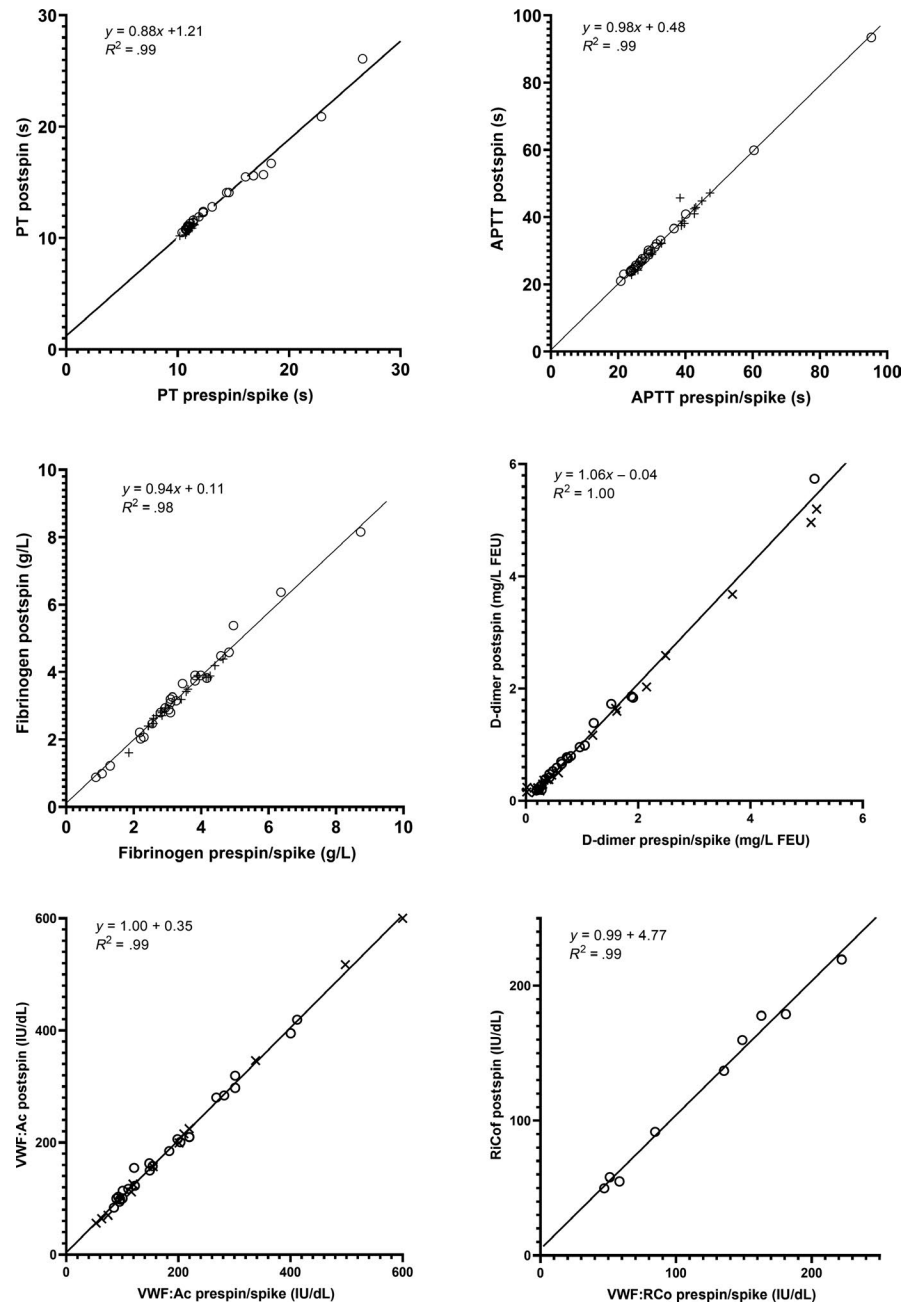 y = 0.88x +1.21
R² = .99
PT postspin (s)
30
20
10
0
0 10 20 30
PT prespin/spike (s)
y = 0.98x + 0.48
R² = .99
APTT postspin (s)
100
80
60
40
20
0
0 20 40 60 80 100
APTT prespin/spike (s)
y = 0.94x + 0.11
R² = .98
Fibrinogen postspin (g/L)
10
8
6
4
2
0
0 2 4 6 8 10
Fibrinogen prespin/spike (g/L)
y = 1.06x – 0.04
R² = 1.00
D-dimer postspin (mg/L FEU)
6
4
2
0
0 2 4 6
D-dimer prespin/spike (mg/L FEU)
y = 1.00 + 0.35
R² = .99
VWF:Ac postspin (IU/dL)
600
400
200
0
0 200 400 600
VWF:Ac prespin/spike (IU/dL)
y = 0.99 + 4.77
R² = .99
RiCof postspin (IU/dL)
200
100
0
0 100 200
VWF:RCo prespin/spike (IU/dL)